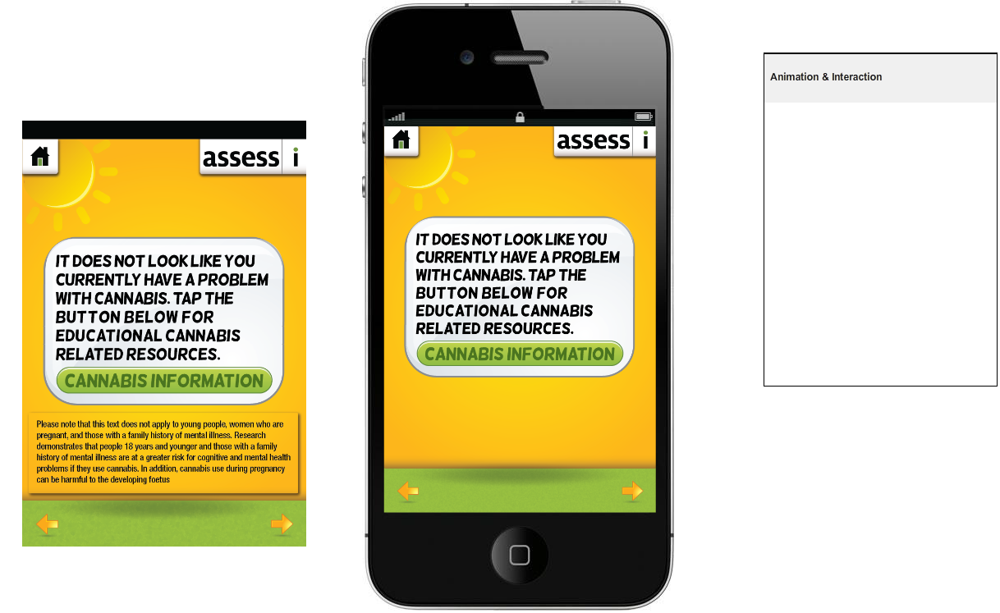 assess i
IT DOES NOT LOOK LIKE YOU
CURRENTLY HAVE A PROBLEM
WITH CANNABIS. TAP THE
BUTTON BELOW FOR
EDUCATIONAL CANNABIS
RELATED RESOURCES.
CANNABIS INFORMATION
Please note that this text does not apply to young people, women who are
pregnant, and those with a family history of mental illness. Research
demonstrates that people 18 years and younger and those with a family
history of mental illness are at a greater risk for cognitive and mental health
problems if they use cannabis. In addition, cannabis use during pregnancy
can be harmful to the developing foetus
assess i
IT DOES NOT LOOK LIKE YOU
CURRENTLY HAVE A PROBLEM
WITH CANNABIS. TAP THE
BUTTON BELOW FOR
EDUCATIONAL CANNABIS
RELATED RESOURCES.
CANNABIS INFORMATION
Animation & Interaction